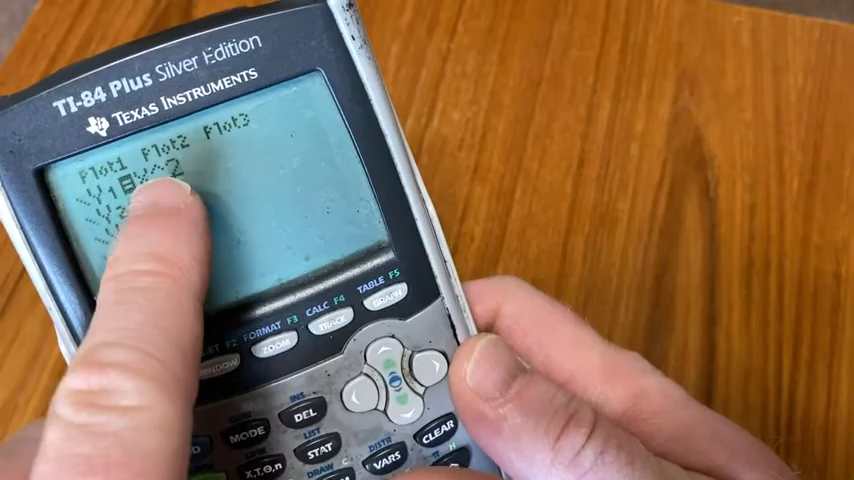 TI-84 Plus Silver Edition
TEXAS INSTRUMENTS
Plot1 Plot2 Plot3
\Y1=X^2
\Y2
TABLE F5
CALC F4
FORMAT F3
GRAPH
TRACE
ZOOM
WINDOW
INS
DEL
MODE
LIST
STAT
DISTR
CLEAR
VARS
X,T,θ,n
DRAW
π H